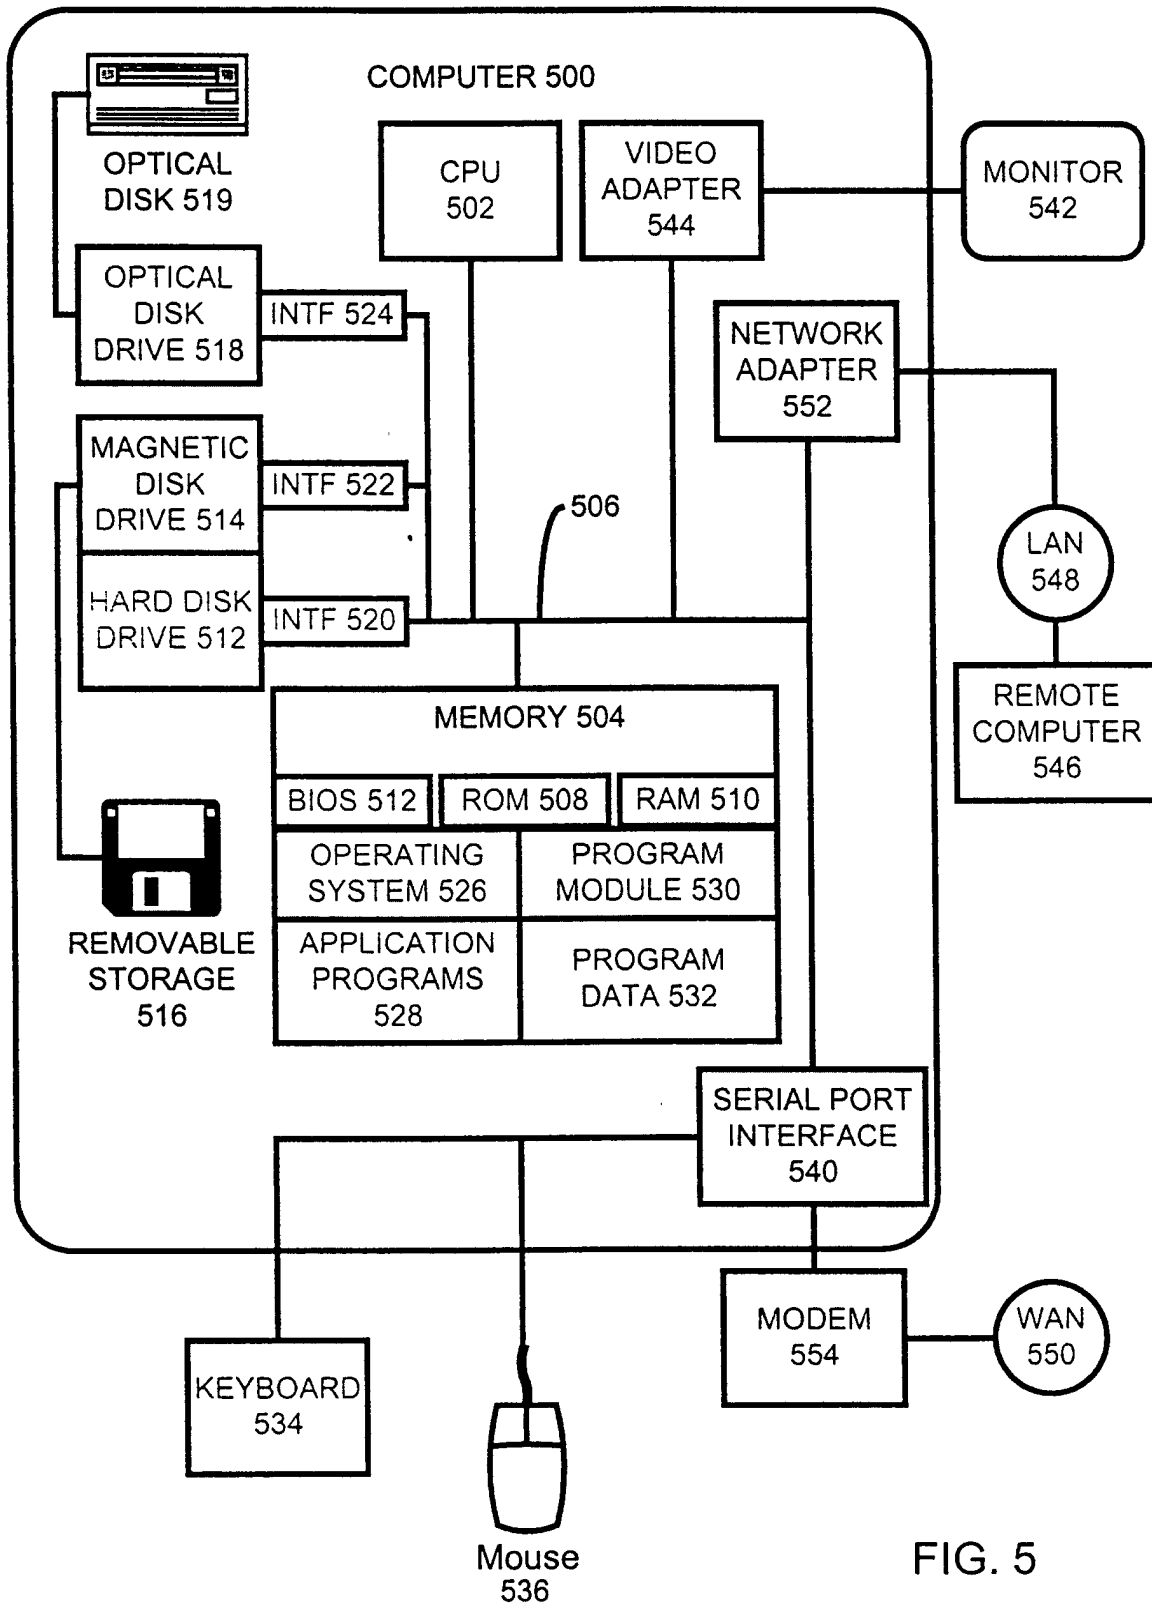 COMPUTER 500
OPTICAL
DISK 519
CPU
502
VIDEO
ADAPTER
544
MONITOR
542
OPTICAL
DISK
DRIVE 518
INTF 524
NETWORK
ADAPTER
552
MAGNETIC
DISK
DRIVE 514
INTF 522
506
LAN
548
HARD DISK
DRIVE 512
INTF 520
REMOTE
COMPUTER
546
MEMORY 504
BIOS 512
ROM 508
RAM 510
OPERATING
SYSTEM 526
PROGRAM
MODULE 530
APPLICATION
PROGRAMS
528
PROGRAM
DATA 532
REMOVABLE
STORAGE
516
SERIAL PORT
INTERFACE
540
MODEM
554
WAN
550
KEYBOARD
534
Mouse
536
FIG. 5